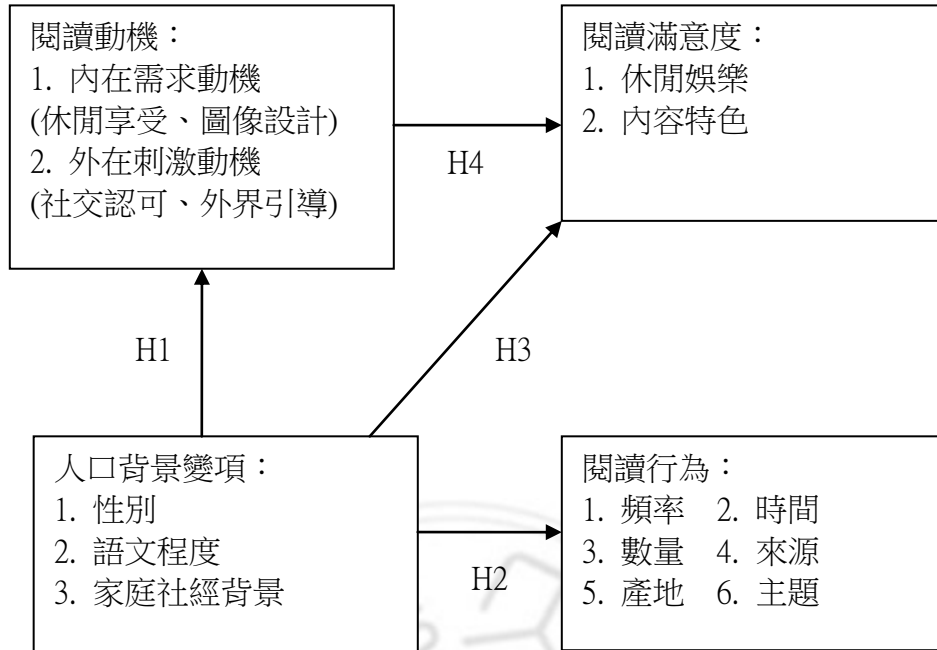 閱讀動機：
1. 內在需求動機
(休閒享受、圖像設計)
2. 外在刺激動機
(社交認可、外界引導)
閱讀滿意度：
1. 休閒娛樂
2. 內容特色
H4
H1
H3
人口背景變項：
1. 性別
2. 語文程度
3. 家庭社經背景
H2
閱讀行為：
1. 頻率 2. 時間
3. 數量 4. 來源
5. 產地 6. 主題